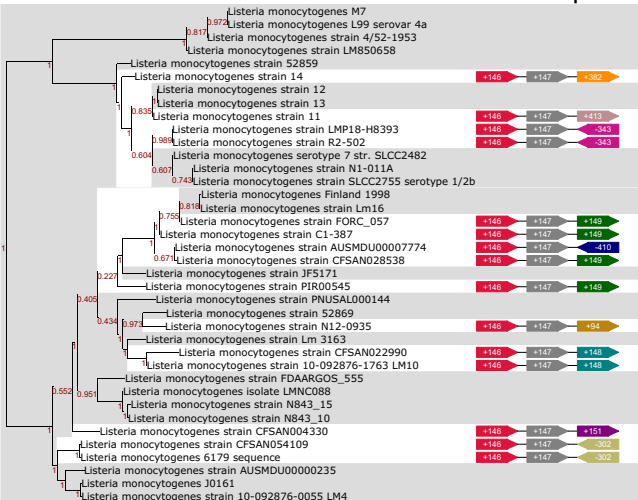 Listeria monocytogenes M7
0.972 Listeria monocytogenes L99 serovar 4a
0.817 Listeria monocytogenes strain 4/52-1953
1 Listeria monocytogenes strain LM850658
1 Listeria monocytogenes strain 52859
1 Listeria monocytogenes strain 14 +146 +147 +382
Listeria monocytogenes strain 12
1 Listeria monocytogenes strain 13
0.835 Listeria monocytogenes strain 11 +146 +147 +413
1 Listeria monocytogenes strain LMP18-H8393 +146 +147 -343
0.989 Listeria monocytogenes strain R2-502 +146 +147 -343
0.604 Listeria monocytogenes serotype 7 str. SLCC2482
0.607 Listeria monocytogenes strain N1-011A
0.743 Listeria monocytogenes strain SLCC2755 serotype 1/2b
Listeria monocytogenes Finland 1998
0.818 Listeria monocytogenes strain Lm16
0.755 Listeria monocytogenes strain FORC_057 +146 +147 +149
1 Listeria monocytogenes strain C1-387 +146 +147 +149
1 Listeria monocytogenes strain AUSMDU00007774 +146 +147 -410
1 0.671 Listeria monocytogenes strain CFSAN028538 +146 +147 +149
0.227 Listeria monocytogenes strain JF5171
Listeria monocytogenes strain PIR00545 +146 +147 +149
0.405 Listeria monocytogenes strain PNUSAL000144
Listeria monocytogenes strain 52869
0.434 0.973 Listeria monocytogenes strain N12-0935 +146 +147 +94
1 Listeria monocytogenes strain Lm 3163
1 Listeria monocytogenes strain CFSAN022990 +146 +147 +148
1 Listeria monocytogenes strain 10-092876-1763 LM10 +146 +147 +148
Listeria monocytogenes strain FDAARGOS_555
0.552 0.951 Listeria monocytogenes isolate LMNC088
1 Listeria monocytogenes strain N843_15
1 Listeria monocytogenes strain N843_10
1 Listeria monocytogenes strain CFSAN004330 +146 +147 +151
Listeria monocytogenes strain CFSAN054109 +146 +147 -302
1 Listeria monocytogenes 6179 sequence +146 +147 -302
1 Listeria monocytogenes strain AUSMDU00000235
1 Listeria monocytogenes J0161
1 Listeria monocytogenes strain 10-092876-0055 LM4